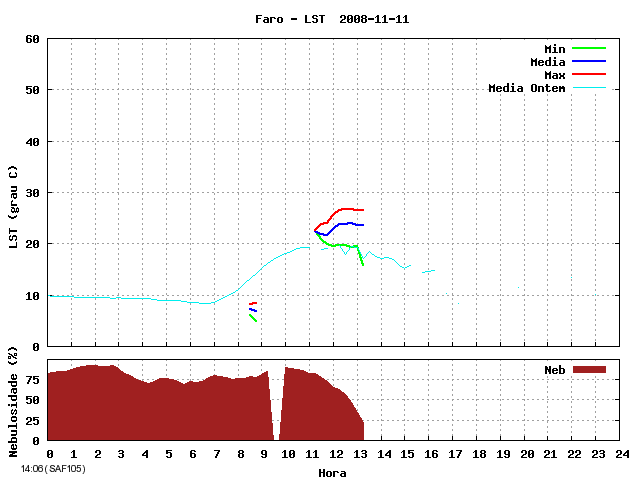 Faro - LST 2008-11-11
60
50
40
30
20
10
0
LST (grau C)
Min
Media
Max
Media Ontem
75
50
25
0
Nebulosidade (%)
Neb
0 1 2 3 4 5 6 7 8 9 10 11 12 13 14 15 16 17 18 19 20 21 22 23 24
14:06 (SAF105)
Hora